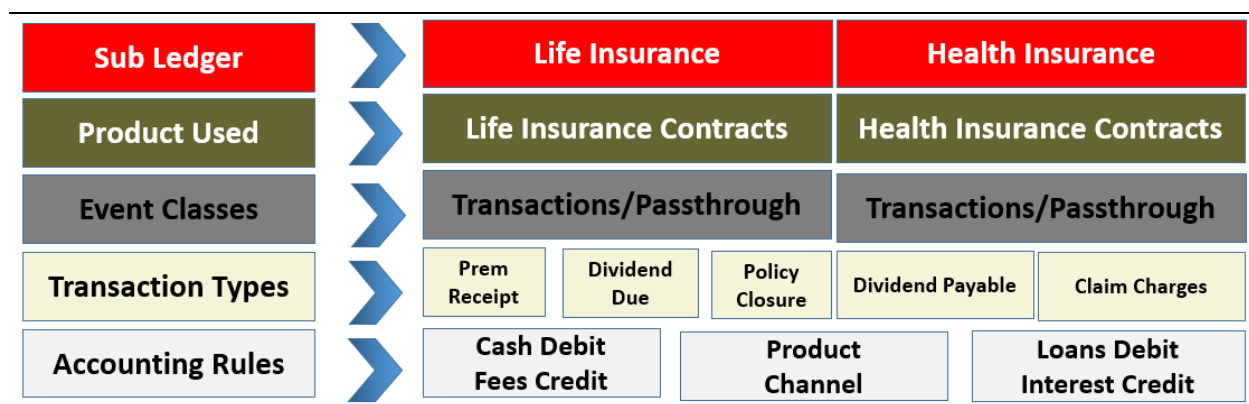 Sub Ledger
Life Insurance
Health Insurance
Product Used
Life Insurance Contracts
Health Insurance Contracts
Event Classes
Transactions/Passthrough
Transactions/Passthrough
Transaction Types
Prem
Receipt
Dividend
Due
Policy
Closure
Dividend Payable
Claim Charges
Accounting Rules
Cash Debit
Fees Credit
Product
Channel
Loans Debit
Interest Credit